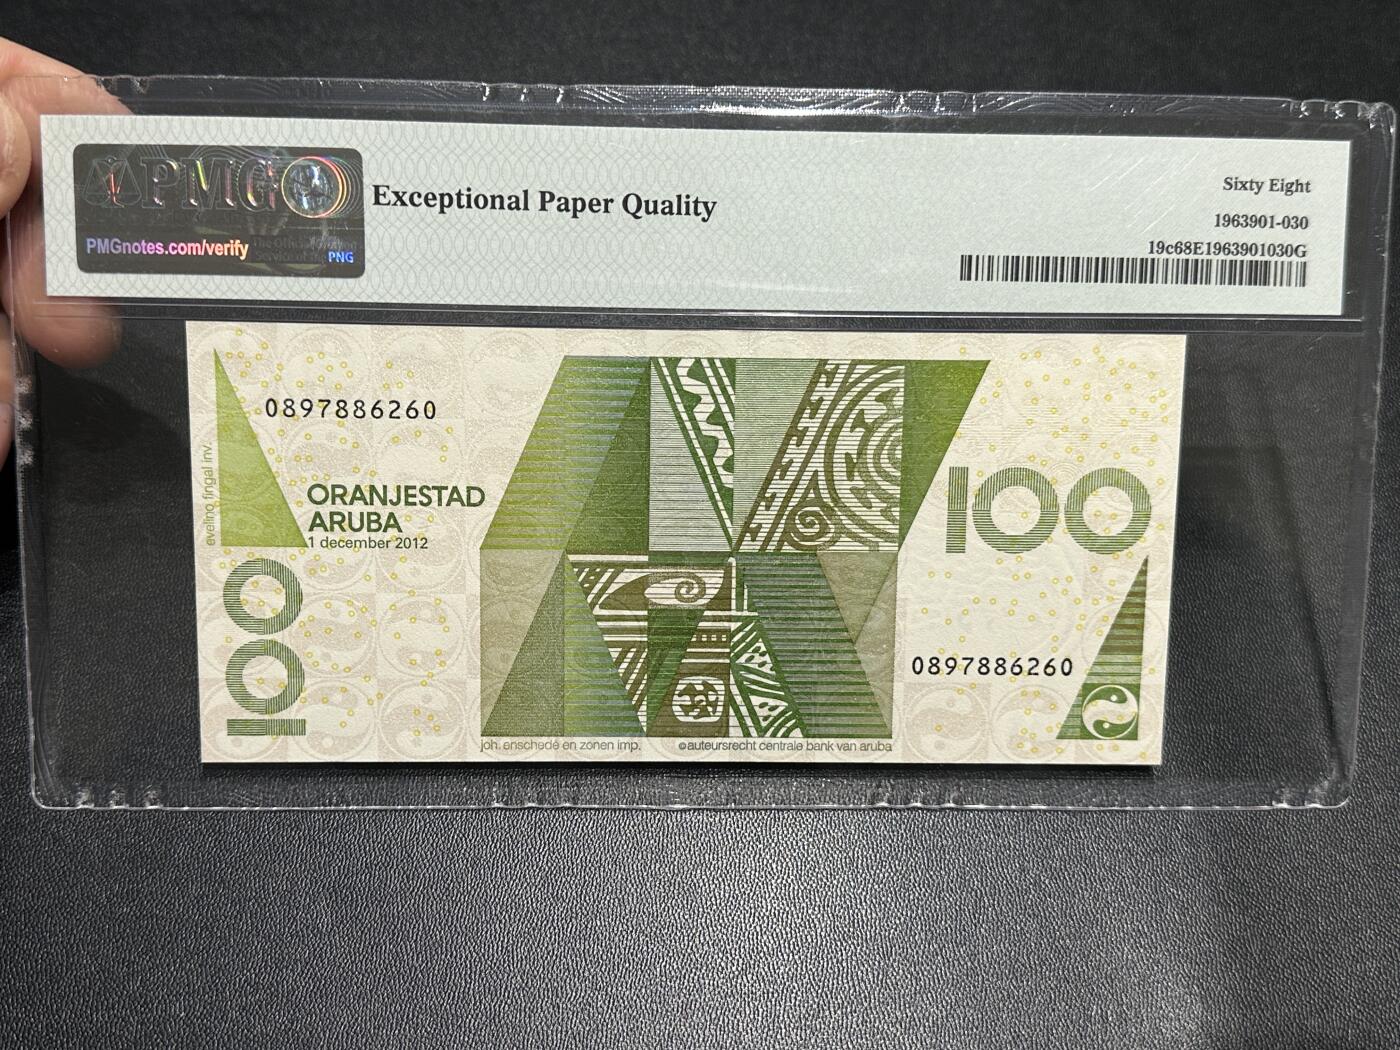 PMG
PMGnotes.com/verify
PNG
Exceptional Paper Quality
Sixty Eight
1963901-030
19c68E1963901030G
0897886260
evelino fingal inv.
ORANJESTAD
ARUBA
1 december 2012
100
100
0897886260
joh. enschedé en zonen imp.
©auteursrecht centrale bank van aruba